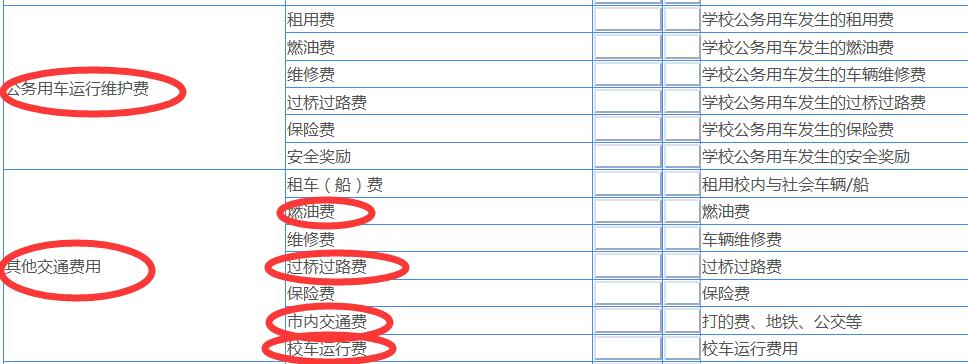 租用费 学校公务用车发生的租用费
燃油费 学校公务用车发生的燃油费
维修费 学校公务用车发生的车辆维修费
公务用车运行维护费
过桥过路费 学校公务用车发生的过桥过路费
保险费 学校公务用车发生的保险费
安全奖励 学校公务用车发生的安全奖励
租车（船）费 租用校内与社会车辆/船
燃油费 燃油费
维修费 车辆维修费
其他交通费用 过桥过路费 过桥过路费
保险费 保险费
市内交通费 打的费、地铁、公交等
校车运行费 校车运行费用